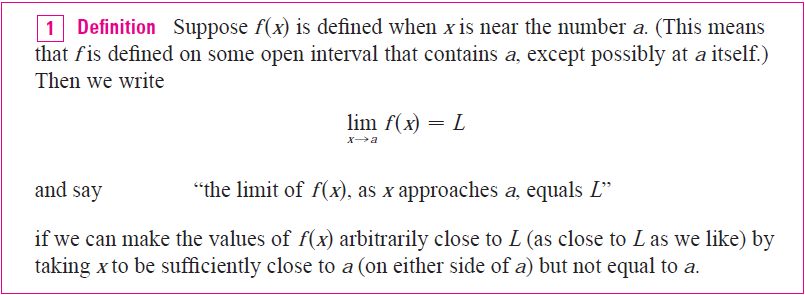 1 Definition Suppose f(x) is defined when x is near the number a. (This means
that f is defined on some open interval that contains a, except possibly at a itself.)
Then we write
lim f(x) = L
x→a
and say “the limit of f(x), as x approaches a, equals L”
if we can make the values of f(x) arbitrarily close to L (as close to L as we like) by
taking x to be sufficiently close to a (on either side of a) but not equal to a.